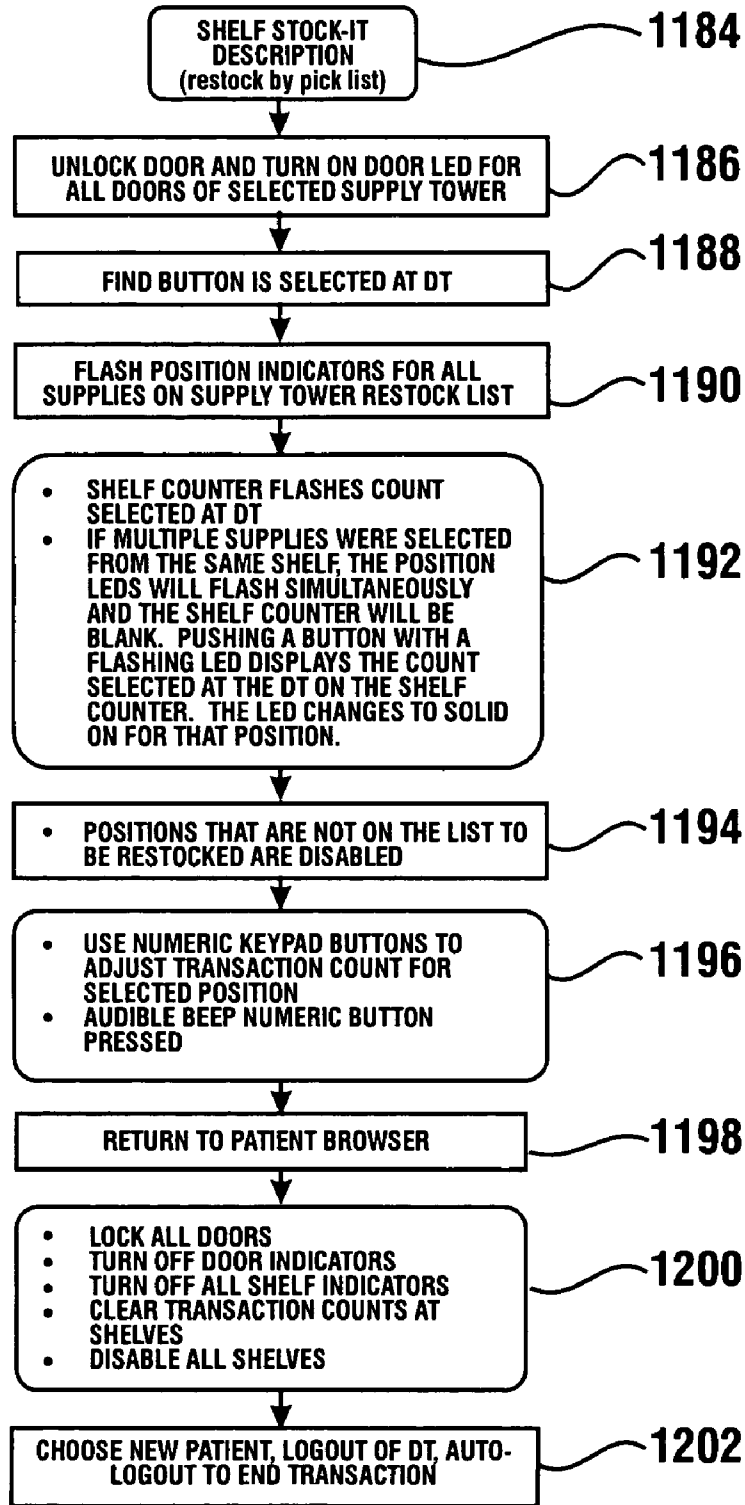 SHELF STOCK-IT
DESCRIPTION
(restock by pick list)
1184
UNLOCK DOOR AND TURN ON DOOR LED FOR
ALL DOORS OF SELECTED SUPPLY TOWER
1186
FIND BUTTON IS SELECTED AT DT
1188
FLASH POSITION INDICATORS FOR ALL
SUPPLIES ON SUPPLY TOWER RESTOCK LIST
1190
• SHELF COUNTER FLASHES COUNT
SELECTED AT DT
• IF MULTIPLE SUPPLIES WERE SELECTED
FROM THE SAME SHELF, THE POSITION
LEDS WILL FLASH SIMULTANEOUSLY
AND THE SHELF COUNTER WILL BE
BLANK. PUSHING A BUTTON WITH A
FLASHING LED DISPLAYS THE COUNT
SELECTED AT THE DT ON THE SHELF
COUNTER. THE LED CHANGES TO SOLID
ON FOR THAT POSITION.
1192
• POSITIONS THAT ARE NOT ON THE LIST TO
BE RESTOCKED ARE DISABLED
1194
• USE NUMERIC KEYPAD BUTTONS TO
ADJUST TRANSACTION COUNT FOR
SELECTED POSITION
• AUDIBLE BEEP NUMERIC BUTTON
PRESSED
1196
RETURN TO PATIENT BROWSER
1198
• LOCK ALL DOORS
• TURN OFF DOOR INDICATORS
• TURN OFF ALL SHELF INDICATORS
• CLEAR TRANSACTION COUNTS AT
SHELVES
• DISABLE ALL SHELVES
1200
CHOOSE NEW PATIENT, LOGOUT OF DT, AUTO-
LOGOUT TO END TRANSACTION
1202